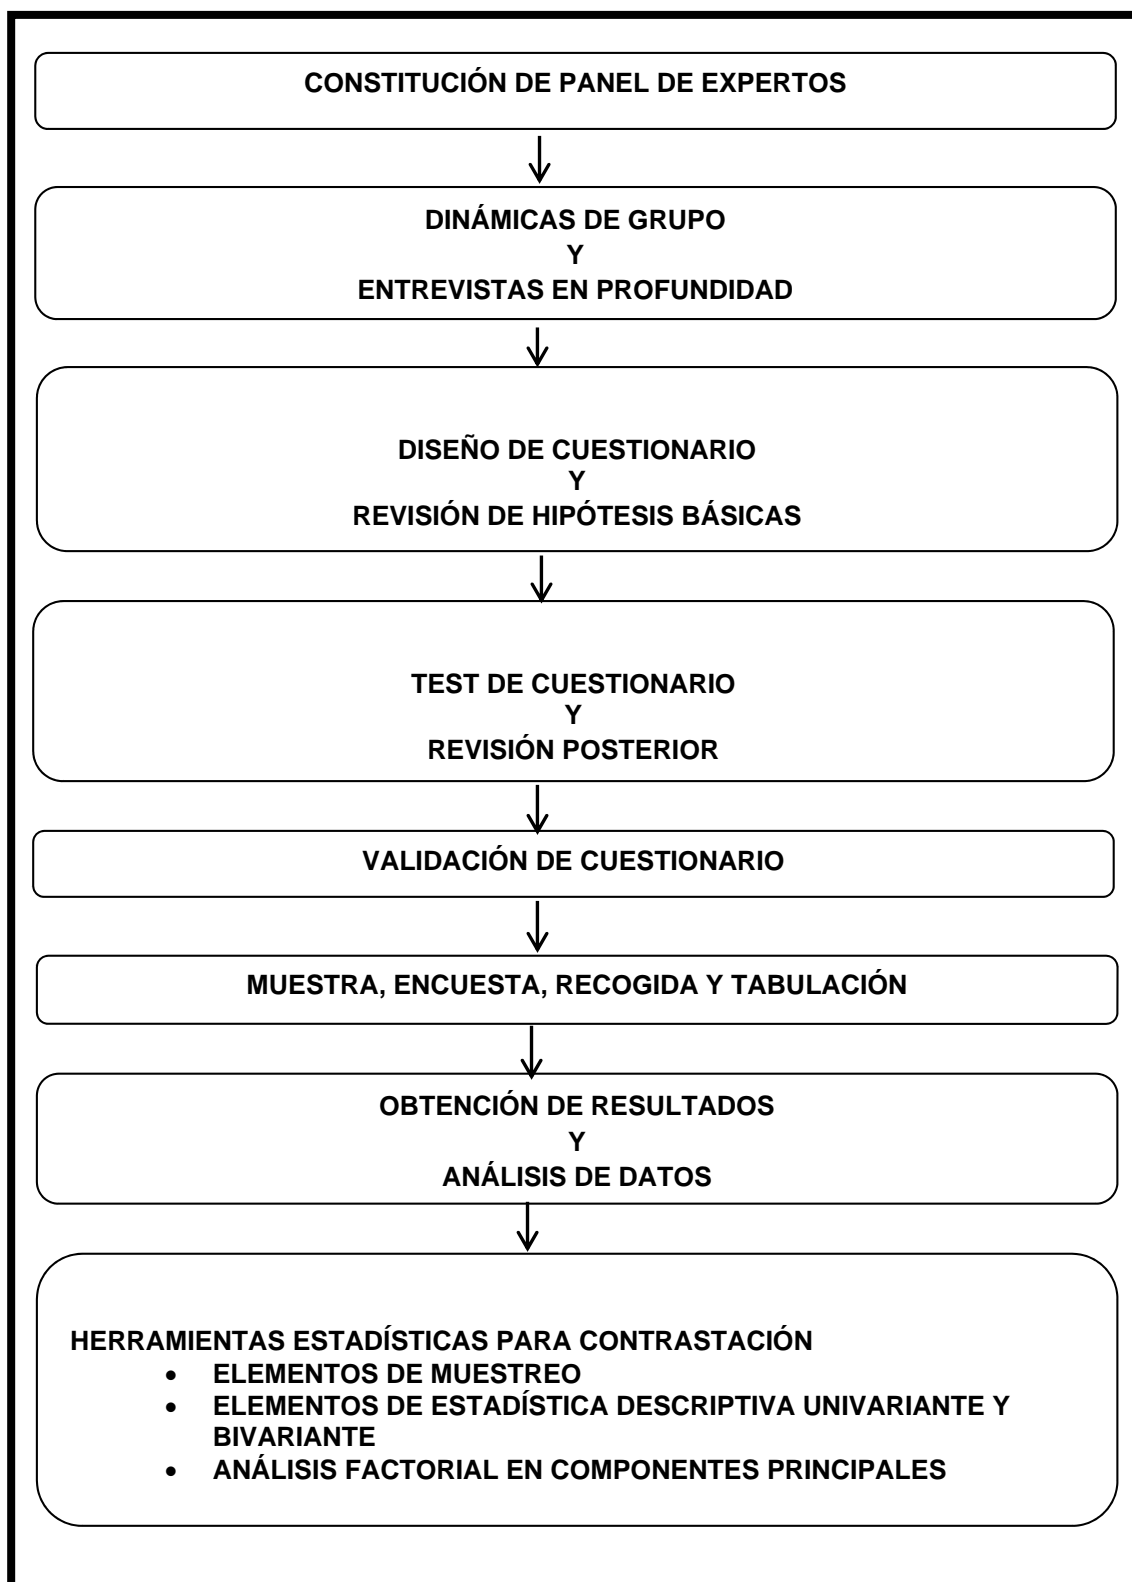 CONSTITUCIÓN DE PANEL DE EXPERTOS
DINÁMICAS DE GRUPO
Y
ENTREVISTAS EN PROFUNDIDAD
DISEÑO DE CUESTIONARIO
Y
REVISIÓN DE HIPÓTESIS BÁSICAS
TEST DE CUESTIONARIO
Y
REVISIÓN POSTERIOR
VALIDACIÓN DE CUESTIONARIO
MUESTRA, ENCUESTA, RECOGIDA Y TABULACIÓN
OBTENCIÓN DE RESULTADOS
Y
ANÁLISIS DE DATOS
HERRAMIENTAS ESTADÍSTICAS PARA CONTRASTACIÓN
• ELEMENTOS DE MUESTREO
• ELEMENTOS DE ESTADÍSTICA DESCRIPTIVA UNIVARIANTE Y
BIVARIANTE
• ANÁLISIS FACTORIAL EN COMPONENTES PRINCIPALES